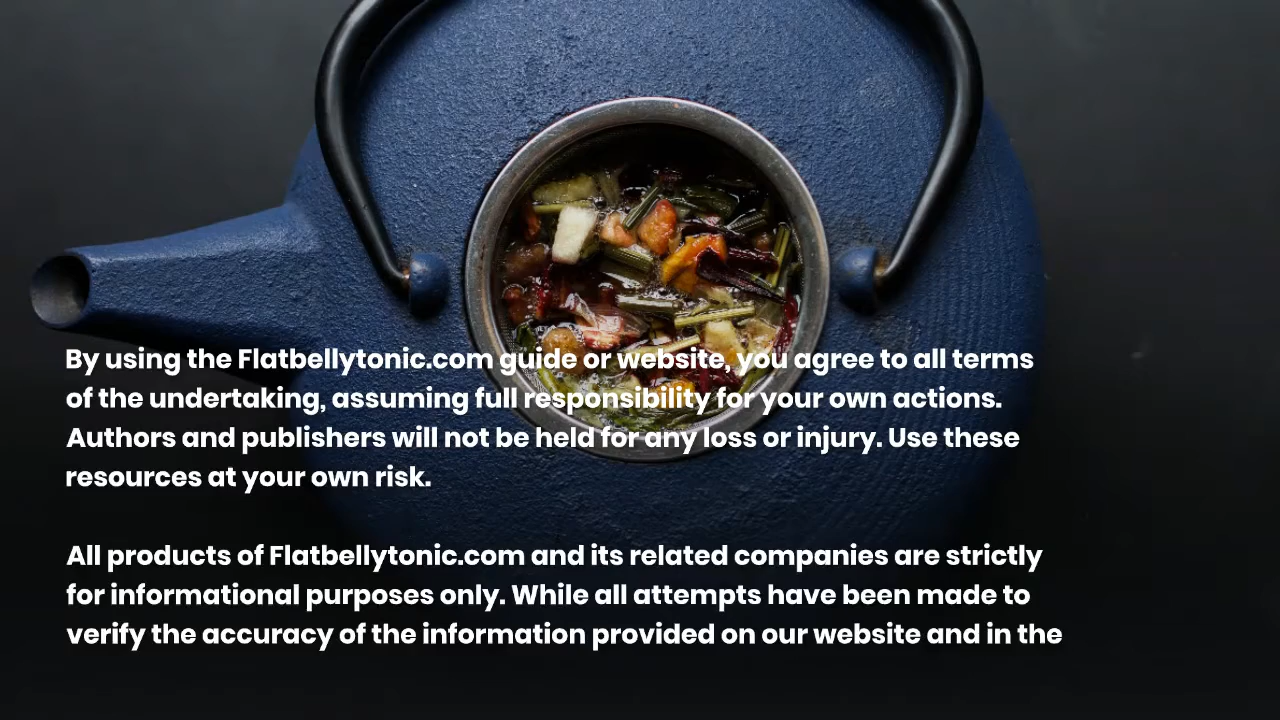 By using the Flatbellytonic.com guide or website, you agree to all terms
of the undertaking, assuming full responsibility for your own actions.
Authors and publishers will not be held for any loss or injury. Use these
resources at your own risk.
All products of Flatbellytonic.com and its related companies are strictly
for informational purposes only. While all attempts have been made to
verify the accuracy of the information provided on our website and in the